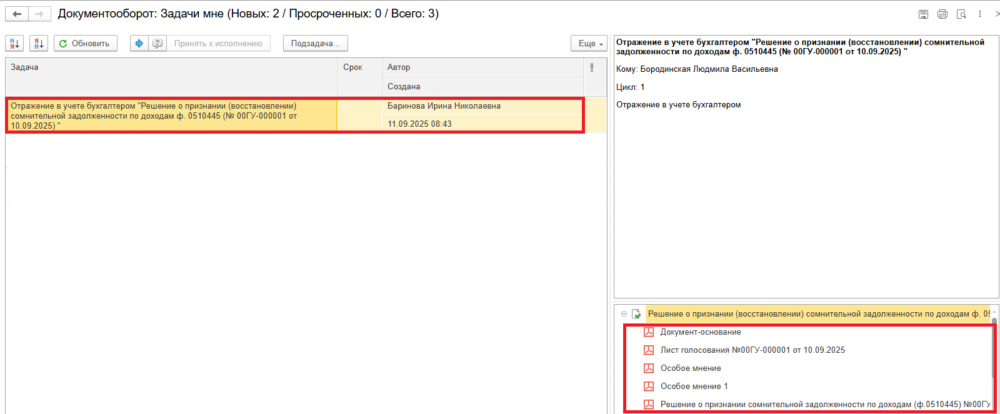 Документооборот: Задачи мне (Новых: 2 / Просроченных: 0 / Всего: 3)
А Я
Я А
Обновить
Принять к исполнению
Подзадача...
Еще
Задача
Срок
Автор
Создана
Отражение в учете бухгалтером "Решение о признании (восстановлении)
сомнительной задолженности по доходам ф. 0510445 (№ 00ГУ-000001 от
10.09.2025) "
Баринова Ирина Николаевна
11.09.2025 08:43
Отражение в учете бухгалтером "Решение о признании (восстановлении) сомнительной
задолженности по доходам ф. 0510445 (№ 00ГУ-000001 от 10.09.2025) "
Кому: Бородинская Людмила Васильевна
Цикл: 1
Отражение в учете бухгалтером
Решение о признании (восстановлении) сомнительной задолженности по доходам ф. 05
Документ-основание
Лист голосования №00ГУ-000001 от 10.09.2025
Особое мнение
Особое мнение 1
Решение о признании сомнительной задолженности по доходам (ф.0510445) №00ГУ